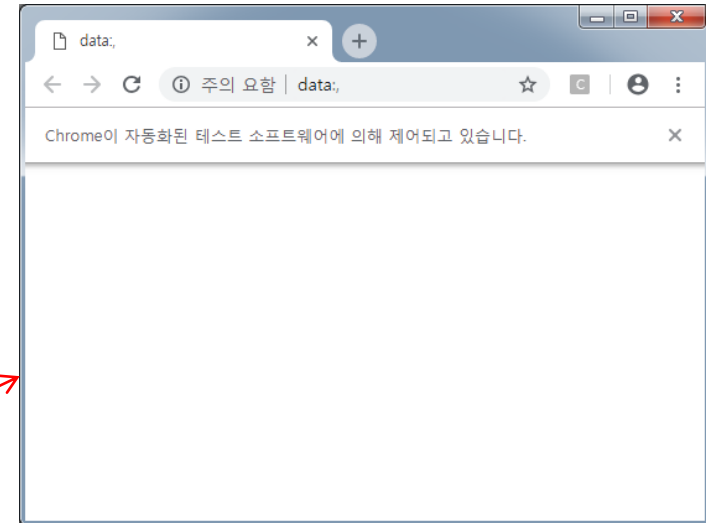 data:,
주의 요함 | data:,
C
Chrome이 자동화된 테스트 소프트웨어에 의해 제어되고 있습니다.